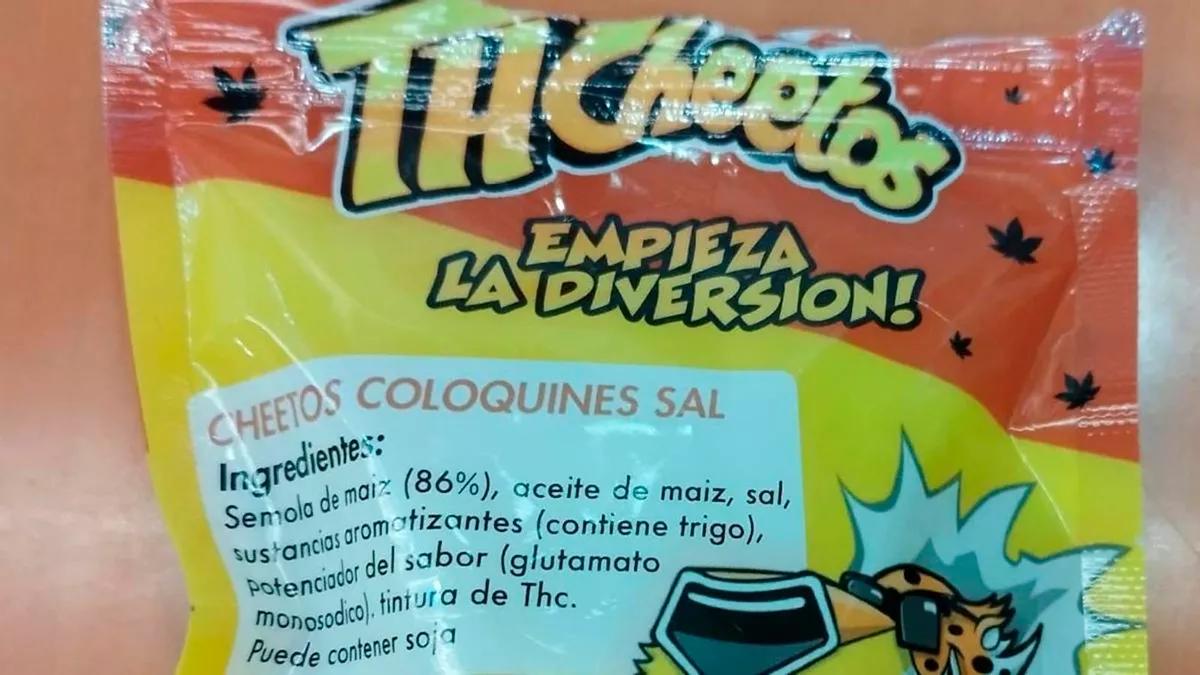 THCheetos
EMPIEZA
LA DIVERSION!
CHEETOS COLOQUINES SAL
Ingredientes:
Semola de maiz (86%), aceite de maiz, sal,
sustancias aromatizantes (contiene trigo),
Potenciador del sabor (glutamato
monosodico). tintura de Thc.
Puede contener soja